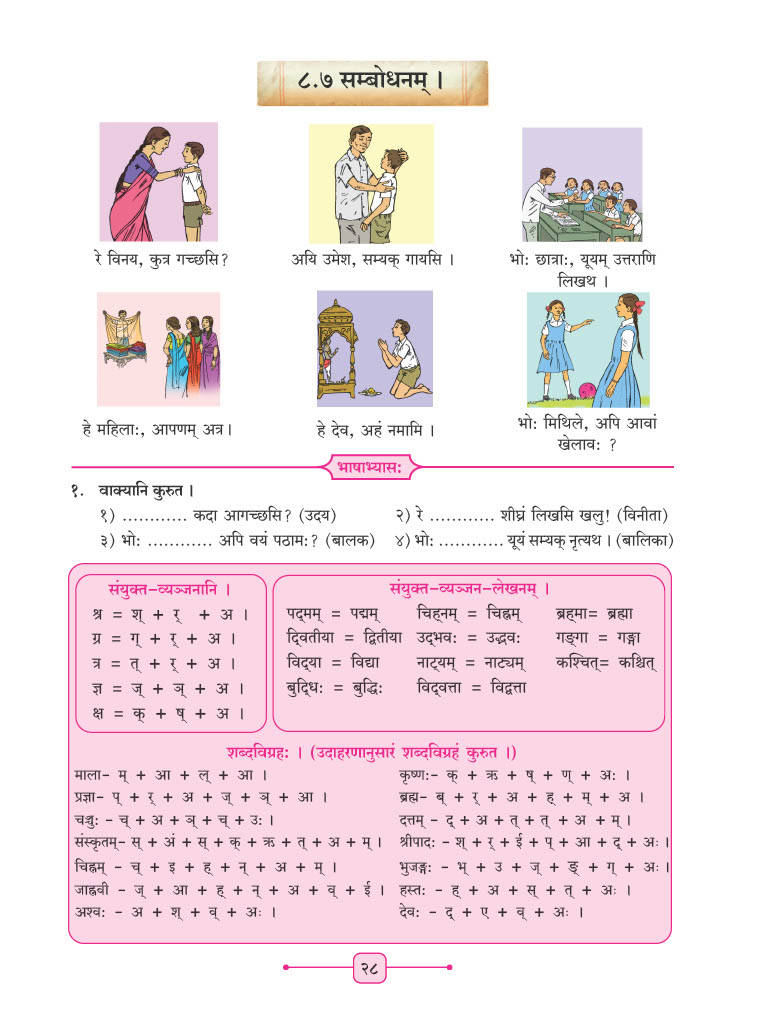 ८.७ सम्बोधनम् ।
रे विनय, कुत्र गच्छसि?
अयि उमेश, सम्यक् गायसि ।
भो: छात्रा:, यूयम् उत्तराणि
लिखथ ।
हे महिला:, आपणम् अत्र।
हे देव, अहं नमामि ।
भो: मिथिले, अपि आवां
खेलाव: ?
भाषाभ्यास:
१. वाक्यानि कुरुत ।
१) ............ कदा आगच्छसि? (उदय)
२) रे ............ शीघ्रं लिखसि खलु! (विनीता)
३) भो: ............ अपि वयं पठाम:? (बालक)
४) भो: ............ यूयं सम्यक् नृत्यथ । (बालिका)
संयुक्त-व्यञ्जनानि ।
श्र = श् + र् + अ ।
ग्र = ग् + र् + अ ।
त्र = त् + र् + अ ।
ज्ञ = ज् + ञ् + अ ।
क्ष = क् + ष् + अ ।
संयुक्त-व्यञ्जन-लेखनम् ।
पद्‌मम् = पद्मम् चिह्‌नम् = चिह्नम् ब्रह्‌मा= ब्रह्मा
द्‌वितीया = द्वितीया उद्‌भव: = उद्भव: गङ्‌गा = गङ्गा
विद्‌या = विद्या नाट्‌यम् = नाट्यम् कश्‌चित्= कश्चित्
बुद्‌धि: = बुद्धि: विद्‌वत्ता = विद्वत्ता
शब्दविग्रह: । (उदाहरणानुसारं शब्दविग्रहं कुरुत ।)
माला- म् + आ + ल् + आ ।
प्रज्ञा- प् + र् + अ + ज् + ञ् + आ ।
चञ्चु: - च् + अ + ञ् + च् + उ: ।
संस्कृतम्- स् + अं + स् + क् + ऋ + त् + अ + म् ।
चिह्नम् - च् + इ + ह् + न् + अ + म् ।
जाह्नवी - ज् + आ + ह् + न् + अ + व् + ई ।
अश्व: - अ + श् + व् + अ: ।
कृष्ण:- क् + ऋ + ष् + ण् + अ: ।
ब्रह्म- ब् + र् + अ + ह् + म् + अ ।
दत्तम् - द् + अ + त् + त् + अ + म् ।
श्रीपाद: - श् + र् + ई + प् + आ + द् + अ: ।
भुजङ्ग: - भ् + उ + ज् + ङ् + ग् + अ: ।
हस्त: - ह् + अ + स् + त् + अ: ।
देव: - द् + ए + व् + अ: ।
२८